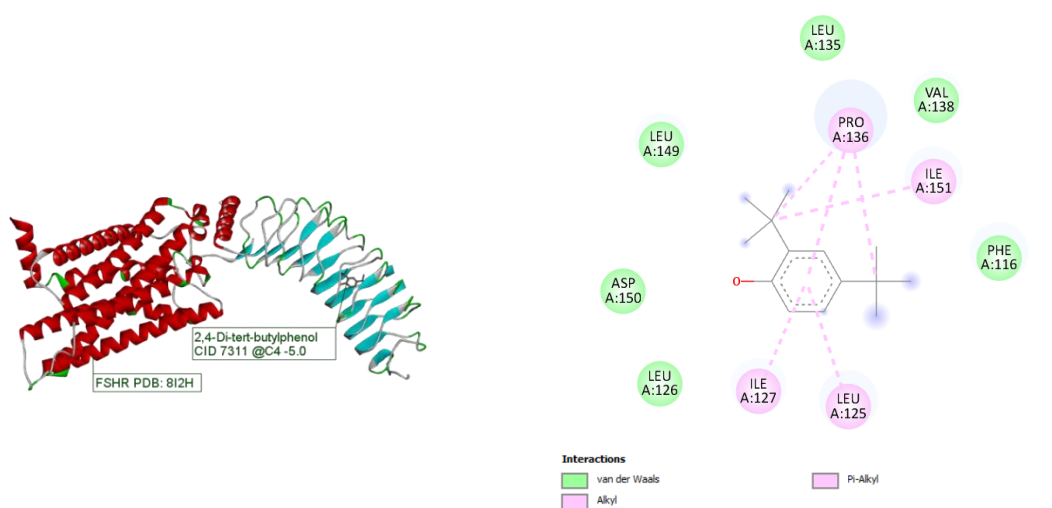 2,4-Di-tert-butylphenol
CID 7311 @C4 -5.0
FSHR PDB: 8I2H
LEU
A:135
VAL
A:138
PRO
A:136
LEU
A:149
ILE
A:151
PHE
A:116
ASP
A:150
O
LEU
A:126
ILE
A:127
LEU
A:125
Interactions
van der Waals
Pi-Alkyl
Alkyl